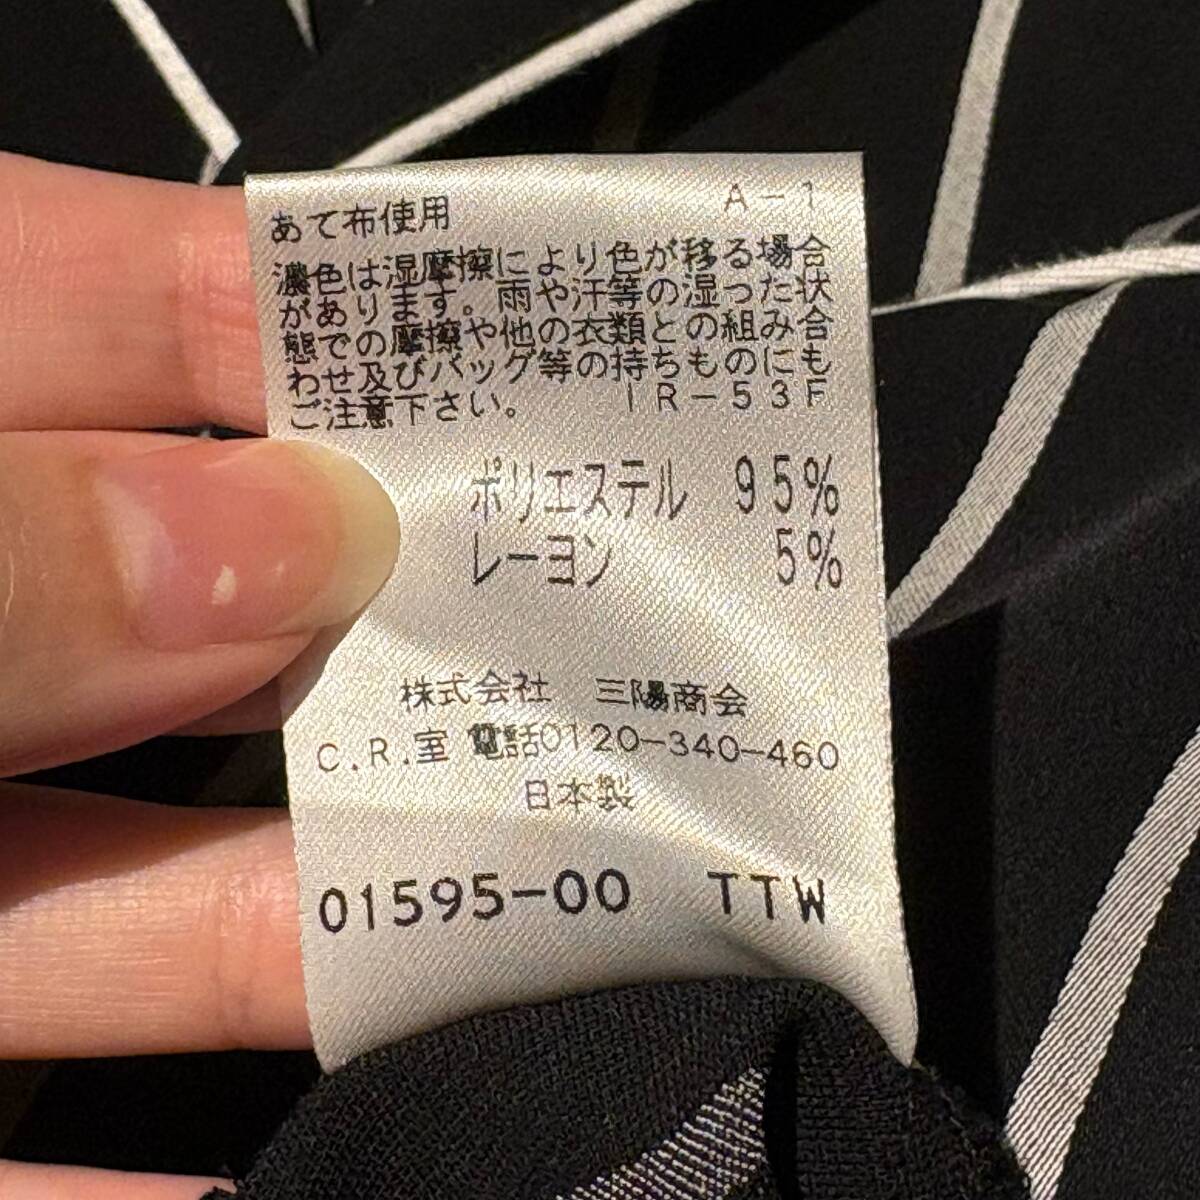 A-1
あて布使用
濃色は湿摩擦により色が移る場合
があります。雨や汗等の湿った状
態での摩擦や他の衣類との組み合
わせ及びバッグ等の持ちものにも
ご注意下さい。 IR-53F
ポリエステル 95%
レーヨン 5%
株式会社 三陽商会
C.R.室 電話0120-340-460
日本製
01595-00 TTW